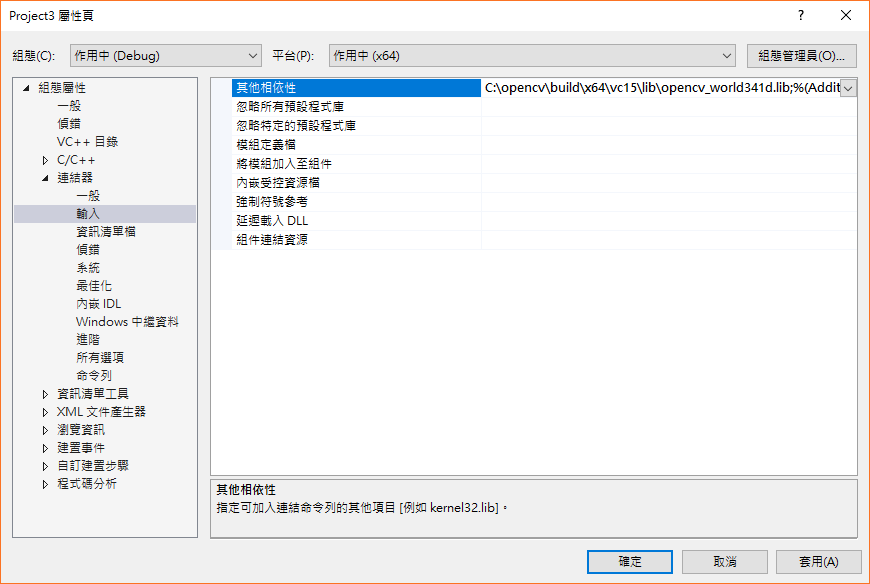 Project3 屬性頁
組態(C): 作用中 (Debug) 平台(P): 作用中 (x64) 組態管理員(O)...
組態屬性
一般
偵錯
VC++ 目錄
C/C++
連結器
一般
輸入
資訊清單檔
偵錯
系統
最佳化
內嵌 IDL
Windows 中繼資料
進階
所有選項
命令列
資訊清單工具
XML 文件產生器
瀏覽資訊
建置事件
自訂建置步驟
程式碼分析
其他相依性 C:\opencv\build\x64\vc15\lib\opencv_world341d.lib;%(Addit
忽略所有預設程式庫
忽略特定的預設程式庫
模組定義檔
將模組加入至組件
內嵌受控資源檔
強制符號參考
延遲載入 DLL
組件連結資源
其他相依性
指定可加入連結命令列的其他項目 [例如 kernel32.lib]。
確定 取消 套用(A)